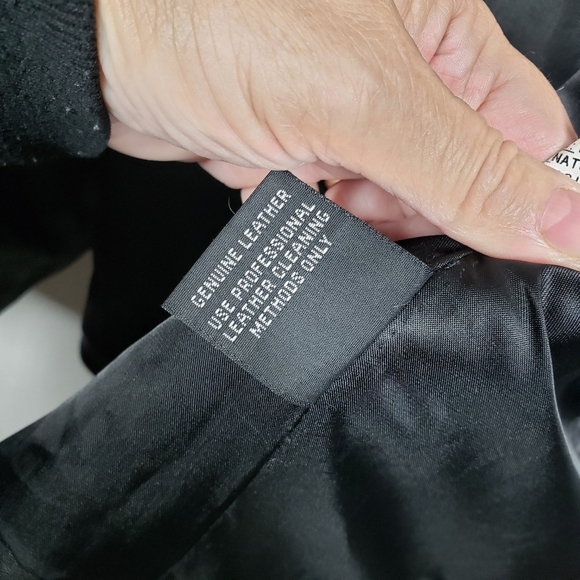 GENUINE LEATHER
USE PROFESSIONAL
LEATHER CLEANING
METHODS ONLY